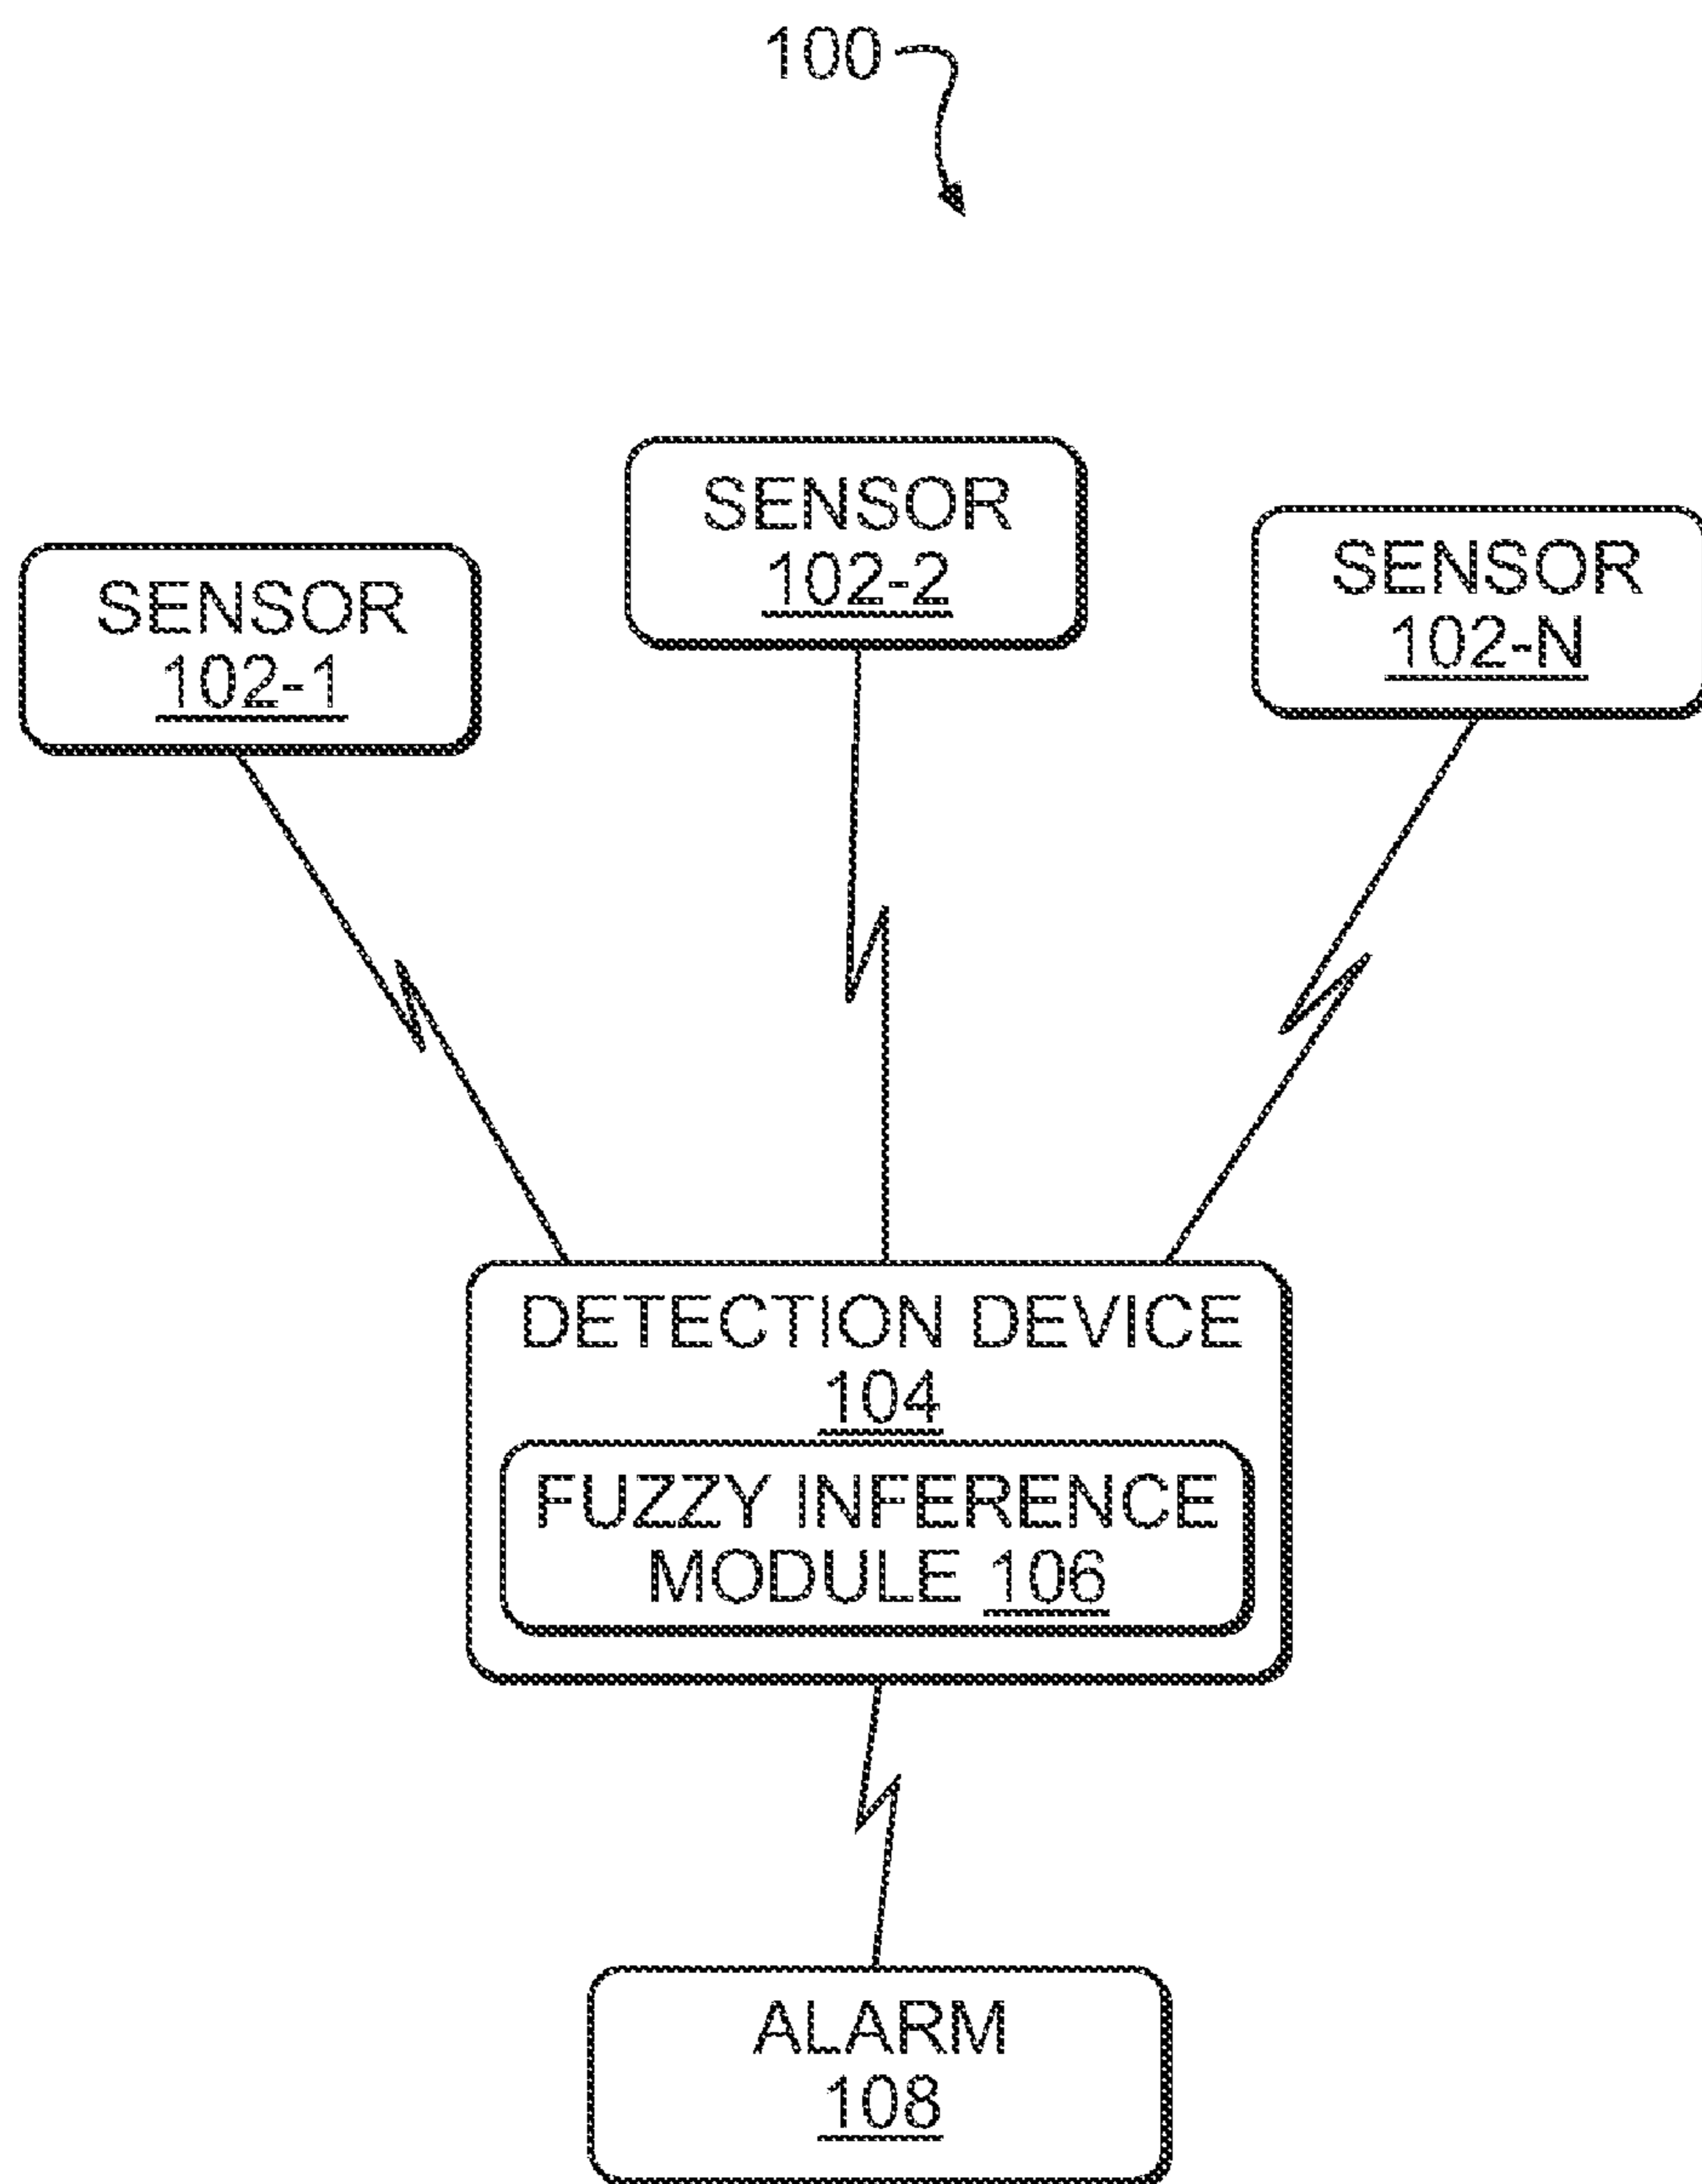 100
SENSOR
102-1
SENSOR
102-2
SENSOR
102-N
DETECTION DEVICE
104
FUZZY INFERENCE
MODULE 106
ALARM
108